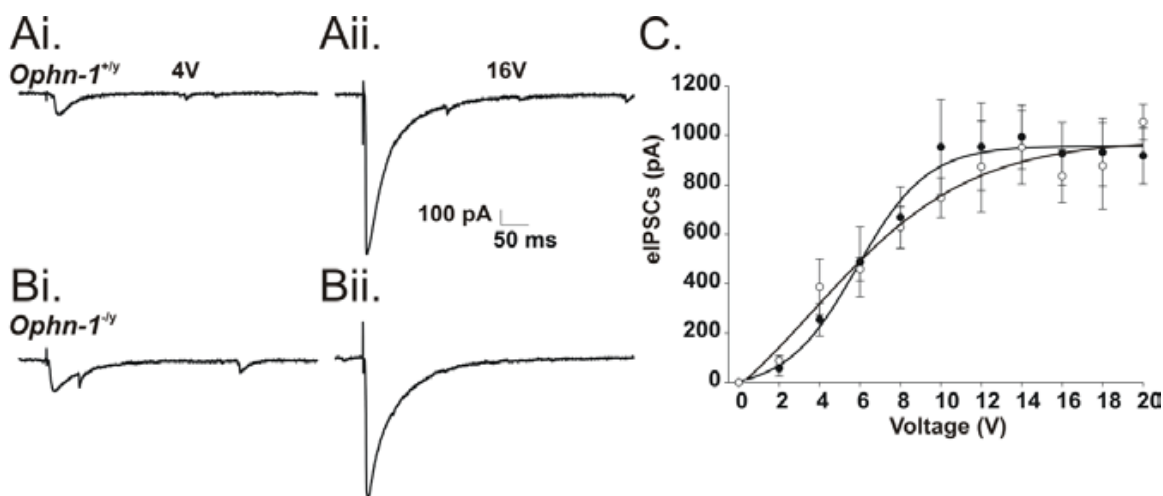 Ai.
Ophn-1+/y
4V
Aii.
16V
100 pA
50 ms
Bi.
Ophn-1-/y
Bii.
C.
eIPSCs (pA)
1200
1000
800
600
400
200
0
0 2 4 6 8 10 12 14 16 18 20
Voltage (V)